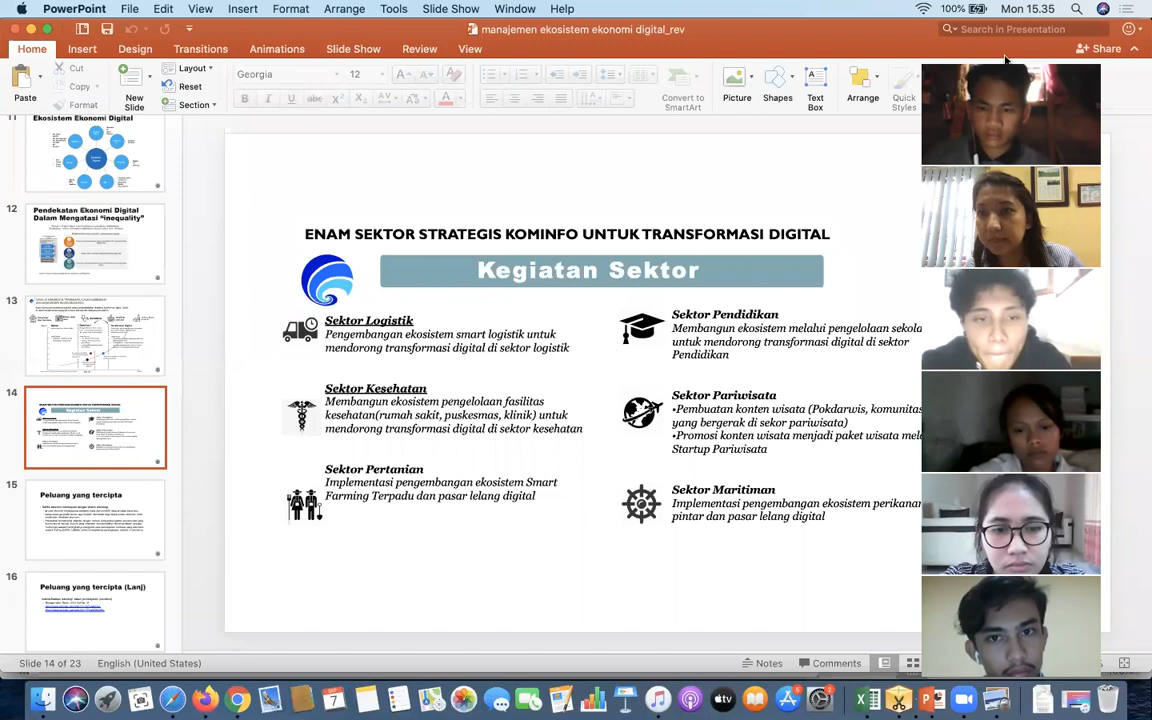 PowerPoint File Edit View Insert Format Arrange Tools Slide Show Window Help 100% Mon 15.35
manajemen ekosistem ekonomi digital_rev
Search in Presentation
Home Insert Design Transitions Animations Slide Show Review View Share
Paste
Cut
Copy
Format
New Slide
Layout
Reset
Section
Georgia 12
Convert to SmartArt
Picture
Shapes
Text Box
Arrange
Quick Styles
11
Ekosistem Ekonomi Digital
12
Pendekatan Ekonomi Digital
Dalam Mengatasi “inequality”
13
14
15
Peluang yang tercipta
16
Peluang yang tercipta (Lanj)
ENAM SEKTOR STRATEGIS KOMINFO UNTUK TRANSFORMASI DIGITAL
Kegiatan Sektor
Sektor Logistik
Pengembangan ekosistem smart logistik untuk
mendorong transformasi digital di sektor logistik
Sektor Kesehatan
Membangun ekosistem pengelolaan fasilitas
kesehatan(rumah sakit, puskesmas, klinik) untuk
mendorong transformasi digital di sektor kesehatan
Sektor Pertanian
Implementasi pengembangan ekosistem Smart
Farming Terpadu dan pasar lelang digital
Sektor Pendidikan
Membangun ekosistem melalui pengelolaan sekola
untuk mendorong transformasi digital di sektor
Pendidikan
Sektor Pariwisata
•Pembuatan konten wisata (Pokdarwis, komunitas
yang bergerak di sekor pariwisata)
•Promosi konten wisata menjadi paket wisata mela
Startup Pariwisata
Sektor Maritiman
Implementasi pengembangan ekosistem perikanan
pintar dan pasar lelang digital
Slide 14 of 23 English (United States) Notes Comments